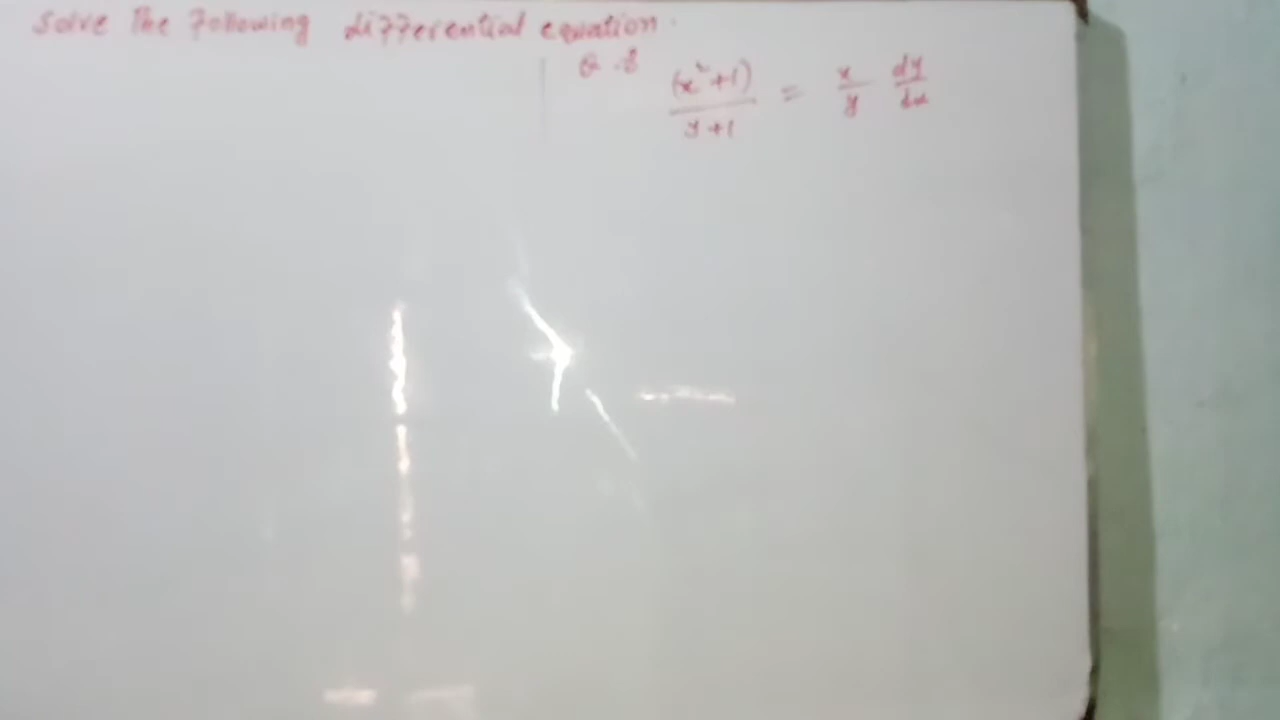 Solve The Following differential equation.
Q.8 (x²+1)/(y+1) = x/y dy/dx